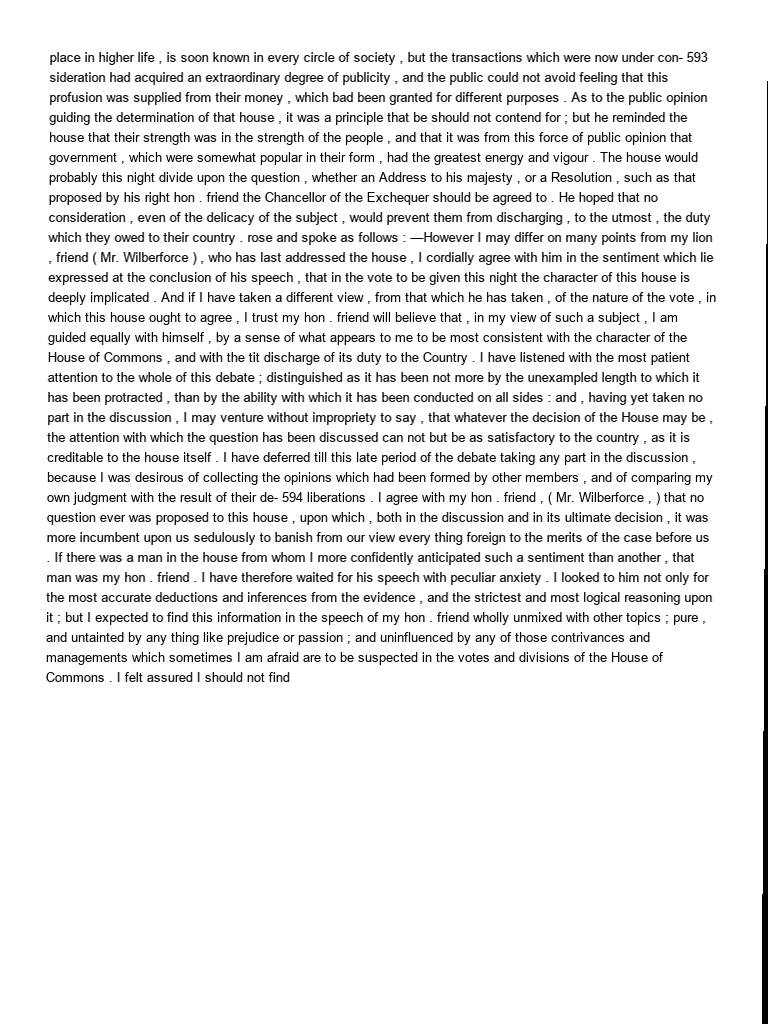 place in higher life , is soon known in every circle of society , but the transactions which were now under con- 593
sideration had acquired an extraordinary degree of publicity , and the public could not avoid feeling that this
profusion was supplied from their money , which bad been granted for different purposes . As to the public opinion
guiding the determination of that house , it was a principle that be should not contend for ; but he reminded the
house that their strength was in the strength of the people , and that it was from this force of public opinion that
government , which were somewhat popular in their form , had the greatest energy and vigour . The house would
probably this night divide upon the question , whether an Address to his majesty , or a Resolution , such as that
proposed by his right hon . friend the Chancellor of the Exchequer should be agreed to . He hoped that no
consideration , even of the delicacy of the subject , would prevent them from discharging , to the utmost , the duty
which they owed to their country . rose and spoke as follows : —However I may differ on many points from my lion
, friend ( Mr. Wilberforce ) , who has last addressed the house , I cordially agree with him in the sentiment which lie
expressed at the conclusion of his speech , that in the vote to be given this night the character of this house is
deeply implicated . And if I have taken a different view , from that which he has taken , of the nature of the vote , in
which this house ought to agree , I trust my hon . friend will believe that , in my view of such a subject , I am
guided equally with himself , by a sense of what appears to me to be most consistent with the character of the
House of Commons , and with the tit discharge of its duty to the Country . I have listened with the most patient
attention to the whole of this debate ; distinguished as it has been not more by the unexampled length to which it
has been protracted , than by the ability with which it has been conducted on all sides : and , having yet taken no
part in the discussion , I may venture without impropriety to say , that whatever the decision of the House may be ,
the attention with which the question has been discussed can not but be as satisfactory to the country , as it is
creditable to the house itself . I have deferred till this late period of the debate taking any part in the discussion ,
because I was desirous of collecting the opinions which had been formed by other members , and of comparing my
own judgment with the result of their de- 594 liberations . I agree with my hon . friend , ( Mr. Wilberforce , ) that no
question ever was proposed to this house , upon which , both in the discussion and in its ultimate decision , it was
more incumbent upon us sedulously to banish from our view every thing foreign to the merits of the case before us
. If there was a man in the house from whom I more confidently anticipated such a sentiment than another , that
man was my hon . friend . I have therefore waited for his speech with peculiar anxiety . I looked to him not only for
the most accurate deductions and inferences from the evidence , and the strictest and most logical reasoning upon
it ; but I expected to find this information in the speech of my hon . friend wholly unmixed with other topics ; pure ,
and untainted by any thing like prejudice or passion ; and uninfluenced by any of those contrivances and
managements which sometimes I am afraid are to be suspected in the votes and divisions of the House of
Commons . I felt assured I should not find